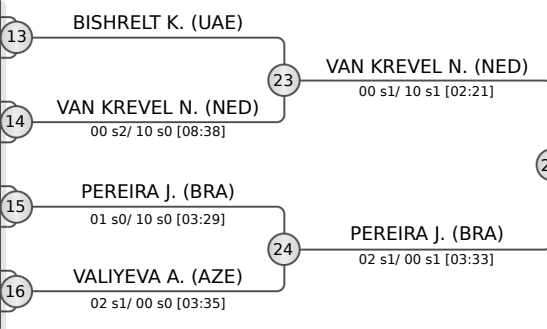 BISHRELT K. (UAE)
13
VAN KREVEL N. (NED)
23
00 s1/ 10 s1 [02:21]
VAN KREVEL N. (NED)
14
00 s2/ 10 s0 [08:38]
PEREIRA J. (BRA)
15
01 s0/ 10 s0 [03:29]
PEREIRA J. (BRA)
24
02 s1/ 00 s1 [03:33]
VALIYEVA A. (AZE)
16
02 s1/ 00 s0 [03:35]